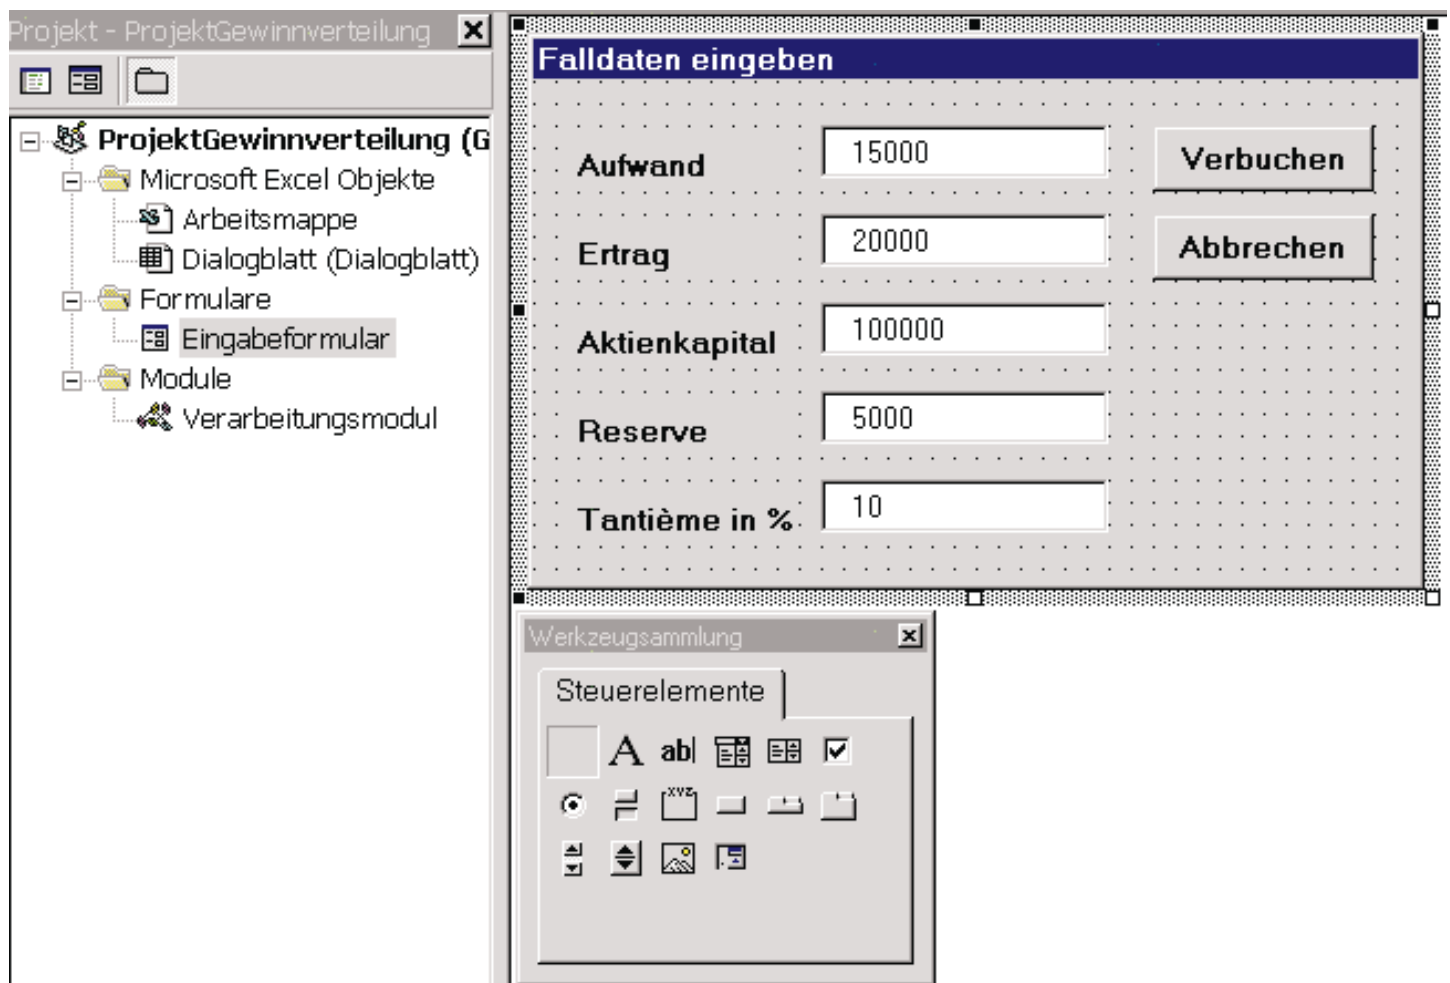 Projekt - ProjektGewinnverteilung
ProjektGewinnverteilung (G
Microsoft Excel Objekte
Arbeitsmappe
Dialogblatt (Dialogblatt)
Formulare
Eingabeformular
Module
Verarbeitungsmodul
Falldaten eingeben
Aufwand 15000 Verbuchen
Ertrag 20000 Abbrechen
Aktienkapital 100000
Reserve 5000
Tantième in % 10
Werkzeugsammlung
Steuerelemente
A ab|
xyz